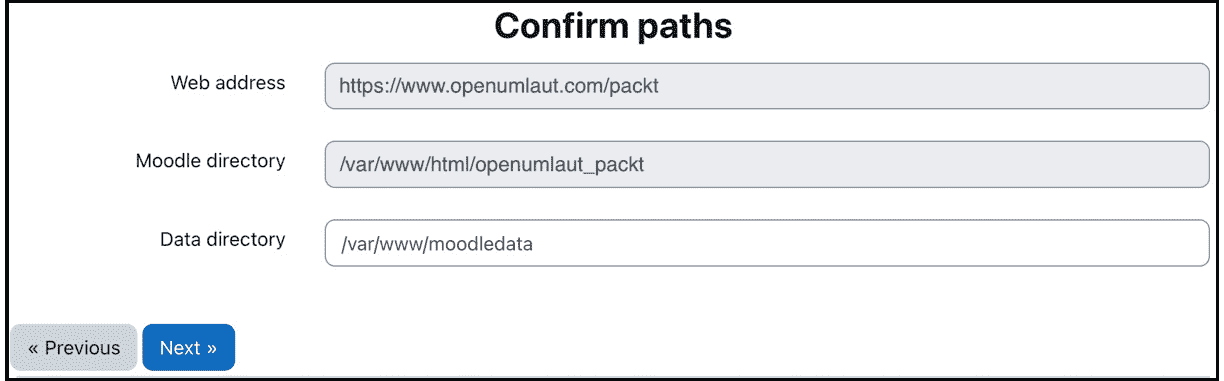 Confirm paths
Web address https://www.openumlaut.com/packt
Moodle directory /var/www/html/openumlaut_packt
Data directory /var/www/moodledata
« Previous Next »